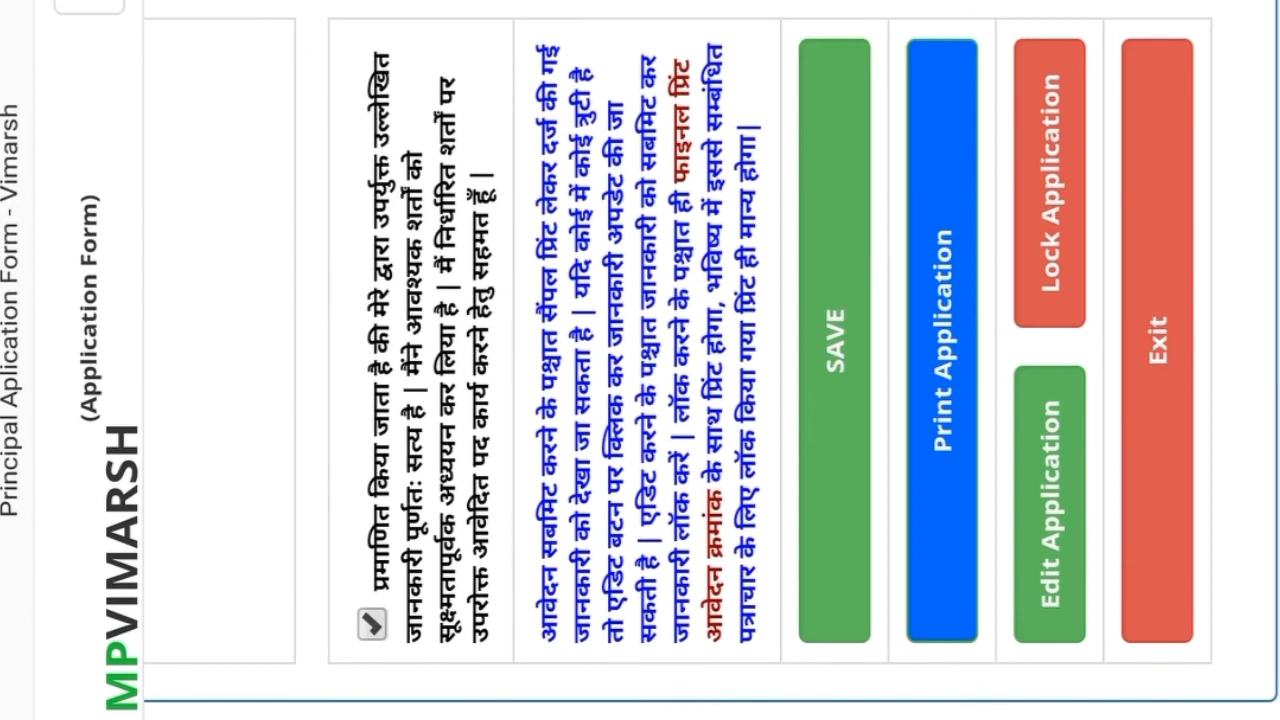 Principal Aplication Form - Vimarsh
(Application Form)
MPVIMARSH
प्रमाणित किया जाता है की मेरे द्वारा उपर्युक्त उल्लेखित
जानकारी पूर्णतः सत्य है | मैंने आवश्यक शर्तों को
सूक्ष्मतापूर्वक अध्ययन कर लिया है | मैं निर्धारित शर्तों पर
उपरोक्त आवेदित पद कार्य करने हेतु सहमत हूँ |
आवेदन सबमिट करने के पश्चात सैंपल प्रिंट लेकर दर्ज की गई
जानकारी को देखा जा सकता है | यदि कोई में कोई त्रुटी है
तो एडिट बटन पर क्लिक कर जानकारी अपडेट की जा
सकती है | एडिट करने के पश्चात जानकारी को सबमिट कर
जानकारी लॉक करें | लॉक करने के पश्चात ही फाइनल प्रिंट
आवेदन क्रमांक के साथ प्रिंट होगा, भविष्य में इससे सम्बंधित
पत्राचार के लिए लॉक किया गया प्रिंट ही मान्य होगा|
SAVE
Print Application
Edit Application
Lock Application
Exit